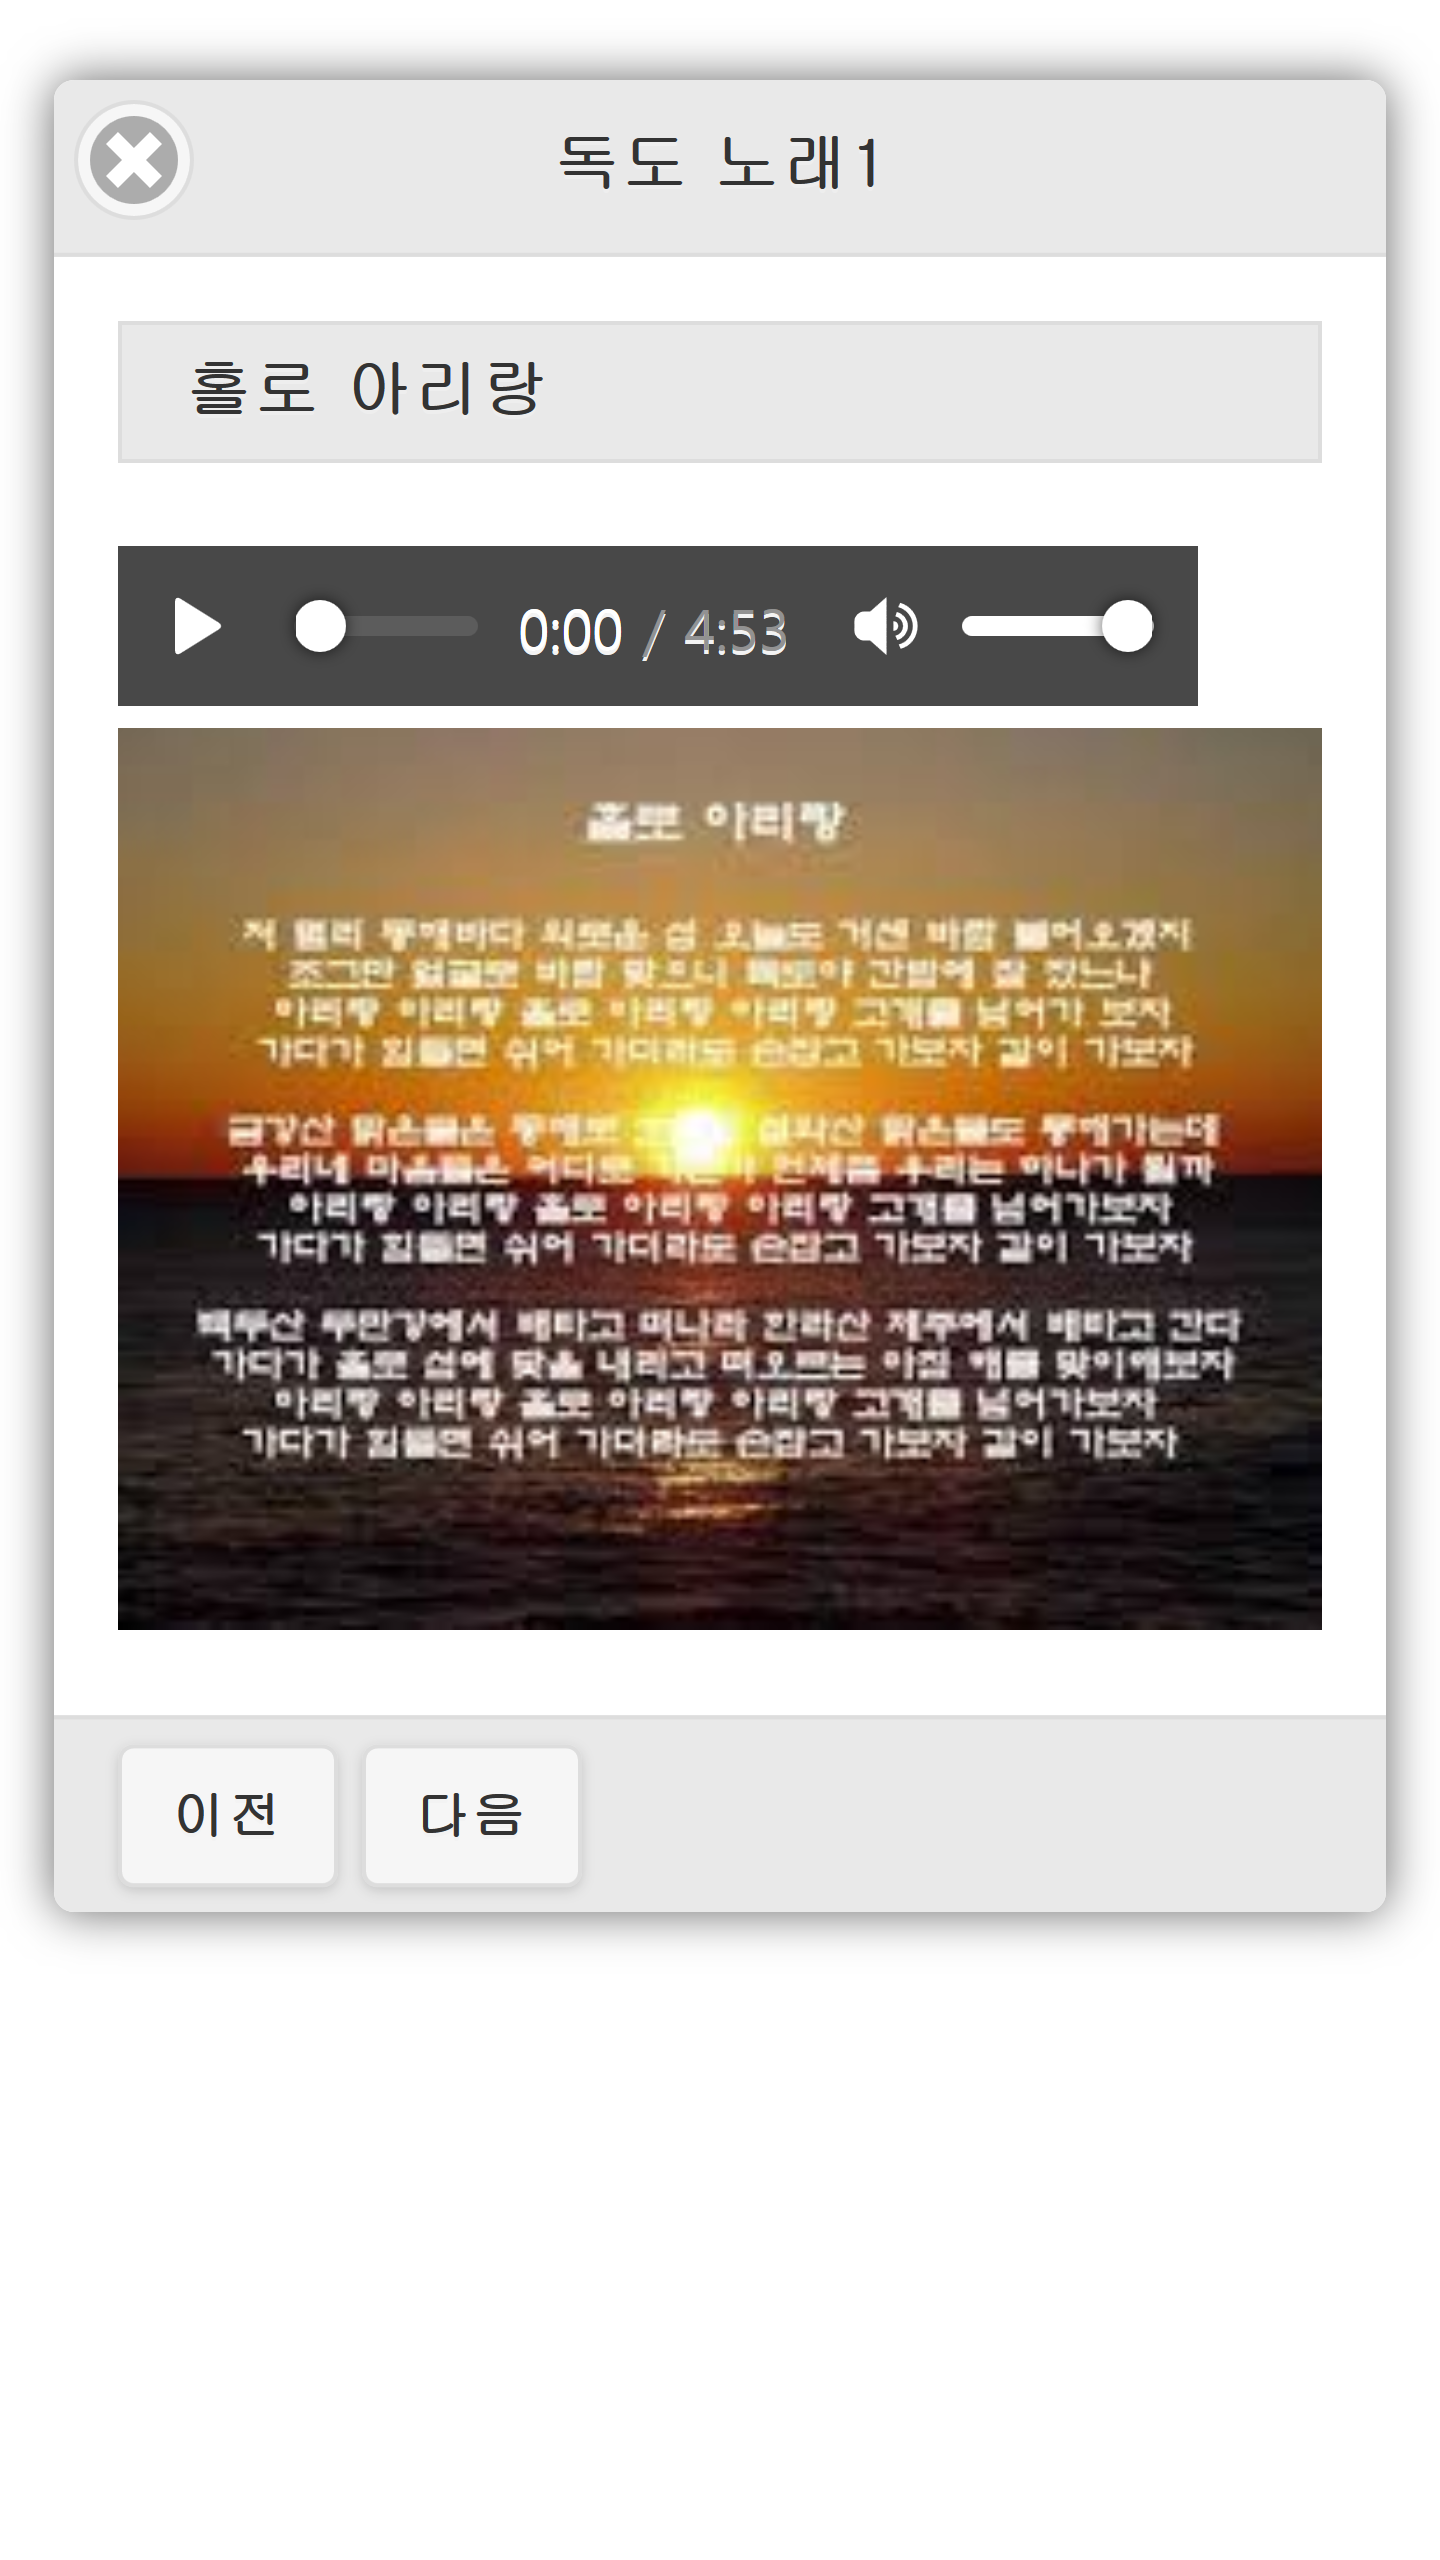 독도 노래1
홀로 아리랑
0:00 / 4:53
홀로 아리랑
저 멀리 동해바다 외로운 섬 오늘도 거센 바람 불어오겠지
조그만 얼굴로 바람 맞으니 독도야 간밤에 잘 잤느냐
아리랑 아리랑 홀로 아리랑 아리랑 고개를 넘어가 보자
가다가 힘들면 쉬어 가더라도 손잡고 가보자 같이 가보자
금강산 맑은물은 동해로 설악산 맑은물도 동해가는데
우리네 마음들은 어디로 언제쯤 우리는 하나가 될까
아리랑 아리랑 홀로 아리랑 아리랑 고개를 넘어가보자
가다가 힘들면 쉬어 가더라도 손잡고 가보자 같이 가보자
백두산 두만강에서 배타고 떠나라 한라산 제주에서 배타고 간다
가다가 홀로 섬에 닻을 내리고 떠오르는 아침 해를 맞이해보자
아리랑 아리랑 홀로 아리랑 아리랑 고개를 넘어가보자
가다가 힘들면 쉬어 가더라도 손잡고 가보자 같이 가보자
이전 다음